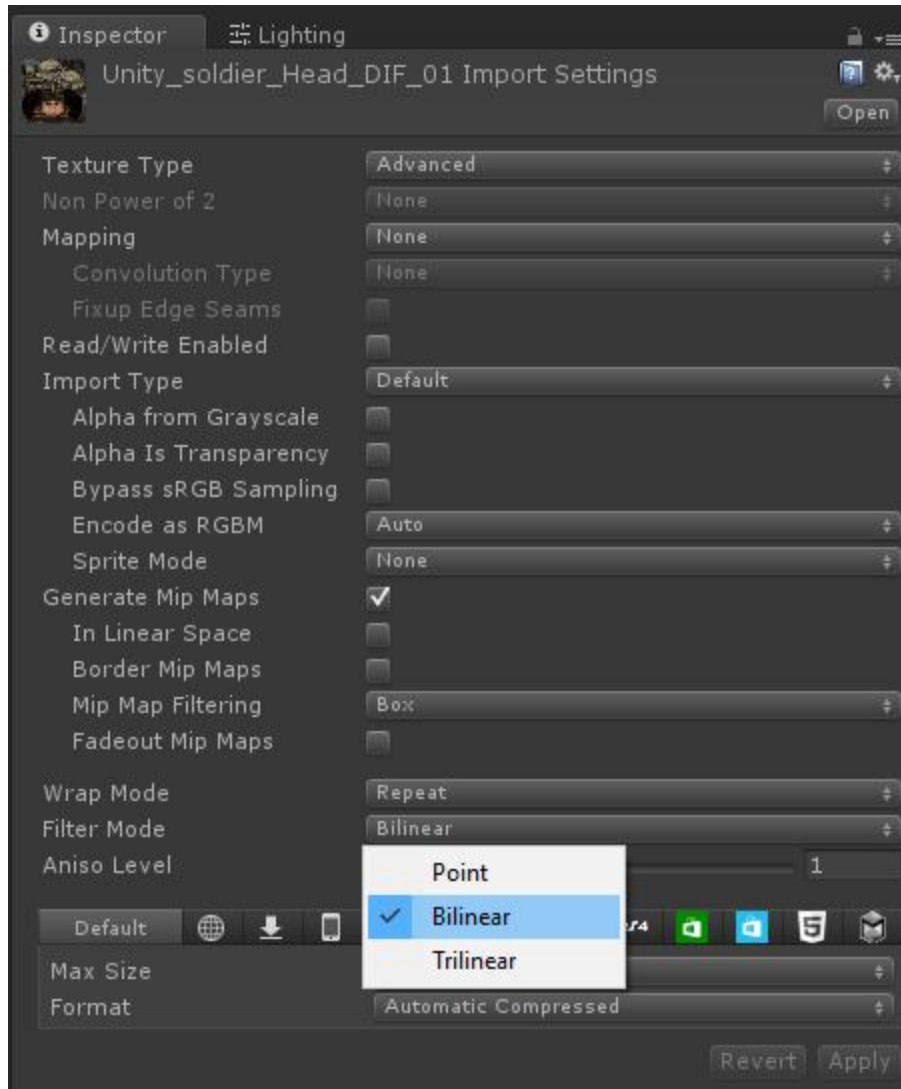 Inspector Lighting
Unity_soldier_Head_DIF_01 Import Settings
Open
Texture Type Advanced
Non Power of 2 None
Mapping None
Convolution Type None
Fixup Edge Seams
Read/Write Enabled
Import Type Default
Alpha from Grayscale
Alpha Is Transparency
Bypass sRGB Sampling
Encode as RGBM Auto
Sprite Mode None
Generate Mip Maps
In Linear Space
Border Mip Maps
Mip Map Filtering Box
Fadeout Mip Maps
Wrap Mode Repeat
Filter Mode Bilinear
Aniso Level 1
Point
Default Bilinear
Trilinear
Max Size
Format Automatic Compressed
Revert Apply